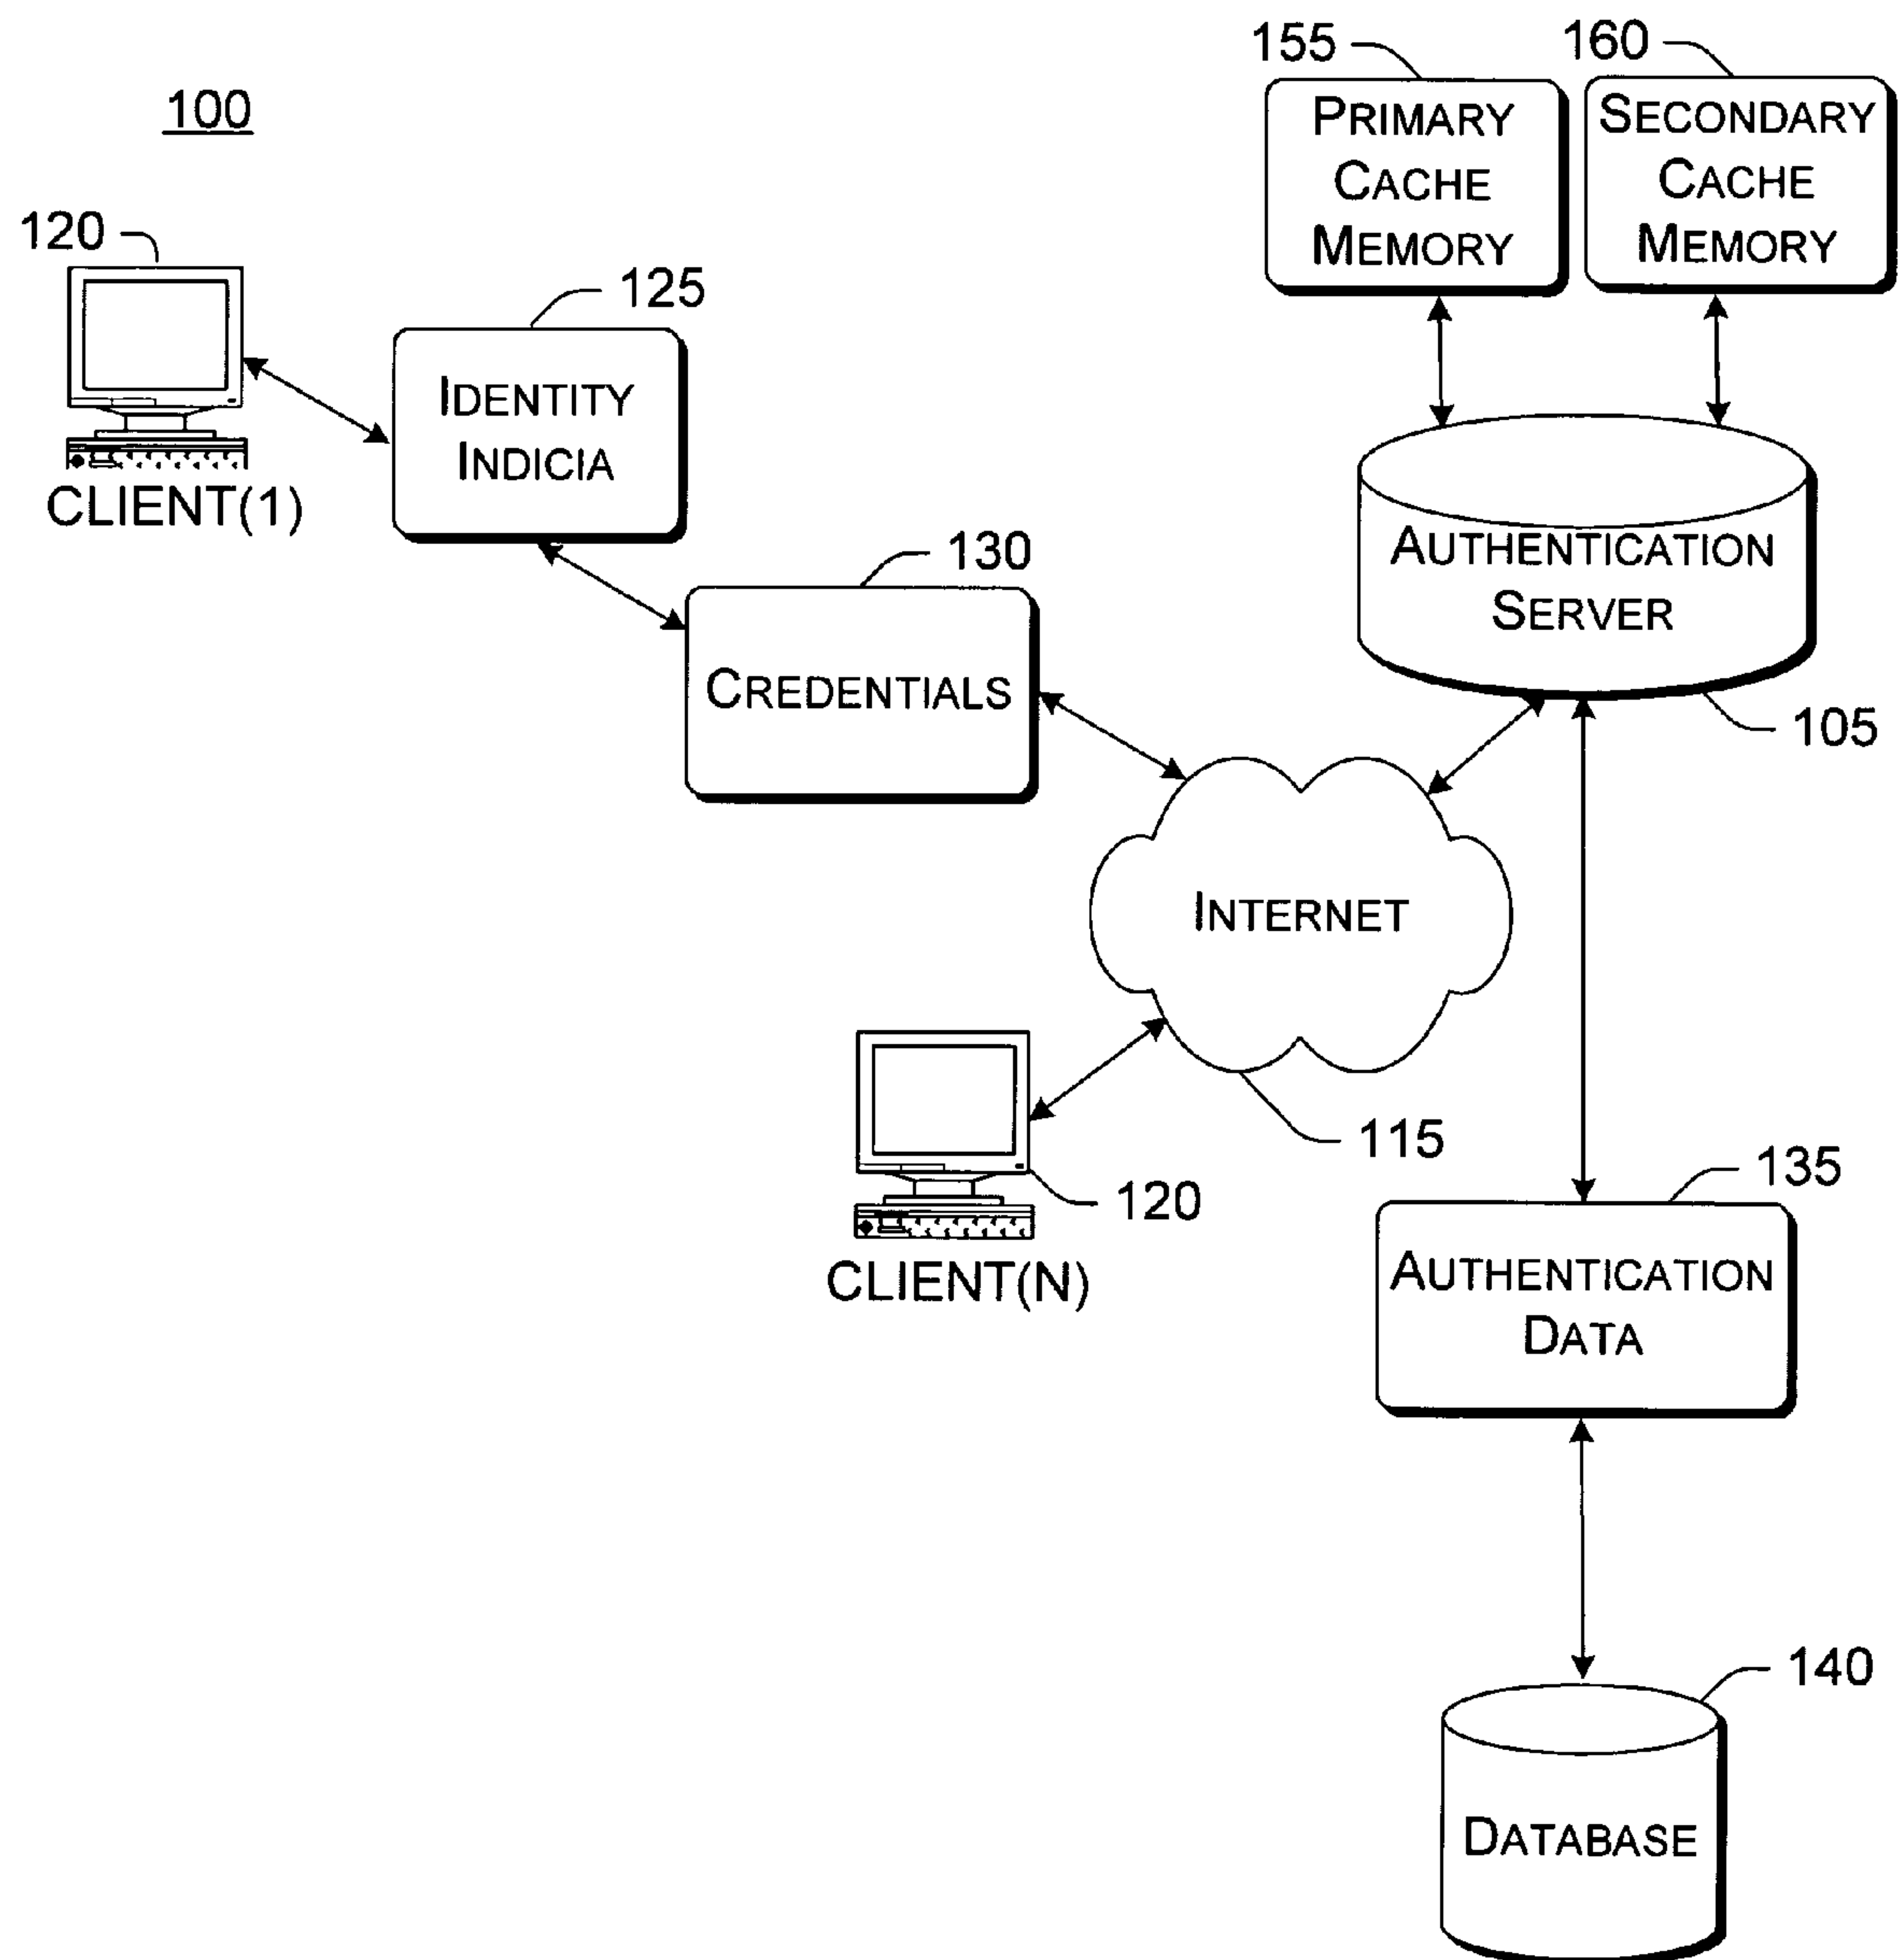 155
160
100
PRIMARY
CACHE
MEMORY
SECONDARY
CACHE
MEMORY
120
125
IDENTITY
INDICIA
CLIENT(1)
130
CREDENTIALS
AUTHENTICATION
SERVER
105
INTERNET
115
120
CLIENT(N)
135
AUTHENTICATION
DATA
140
DATABASE